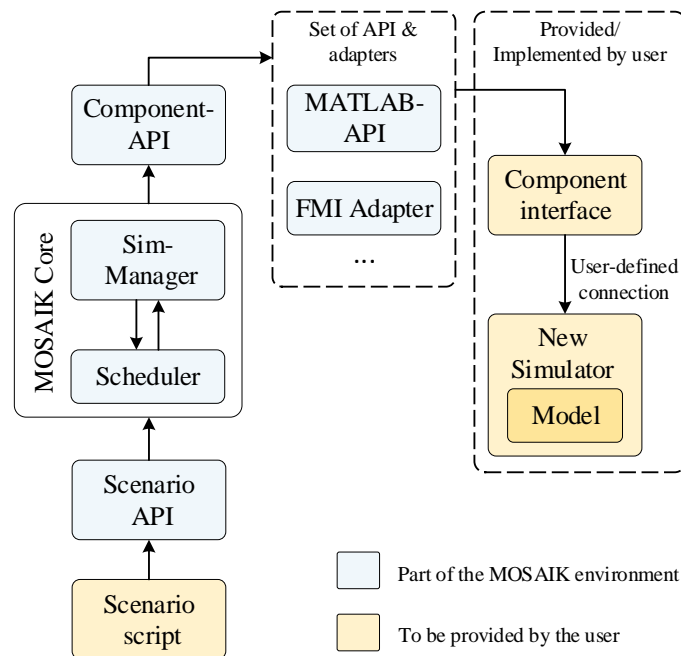 Set of API &
adapters
MATLAB-
API
FMI Adapter
...
Provided/
Implemented by user
Component
interface
User-defined
connection
New
Simulator
Model
Component-
API
MOSAIK Core
Sim-
Manager
Scheduler
Scenario
API
Scenario
script
Part of the MOSAIK environment
To be provided by the user